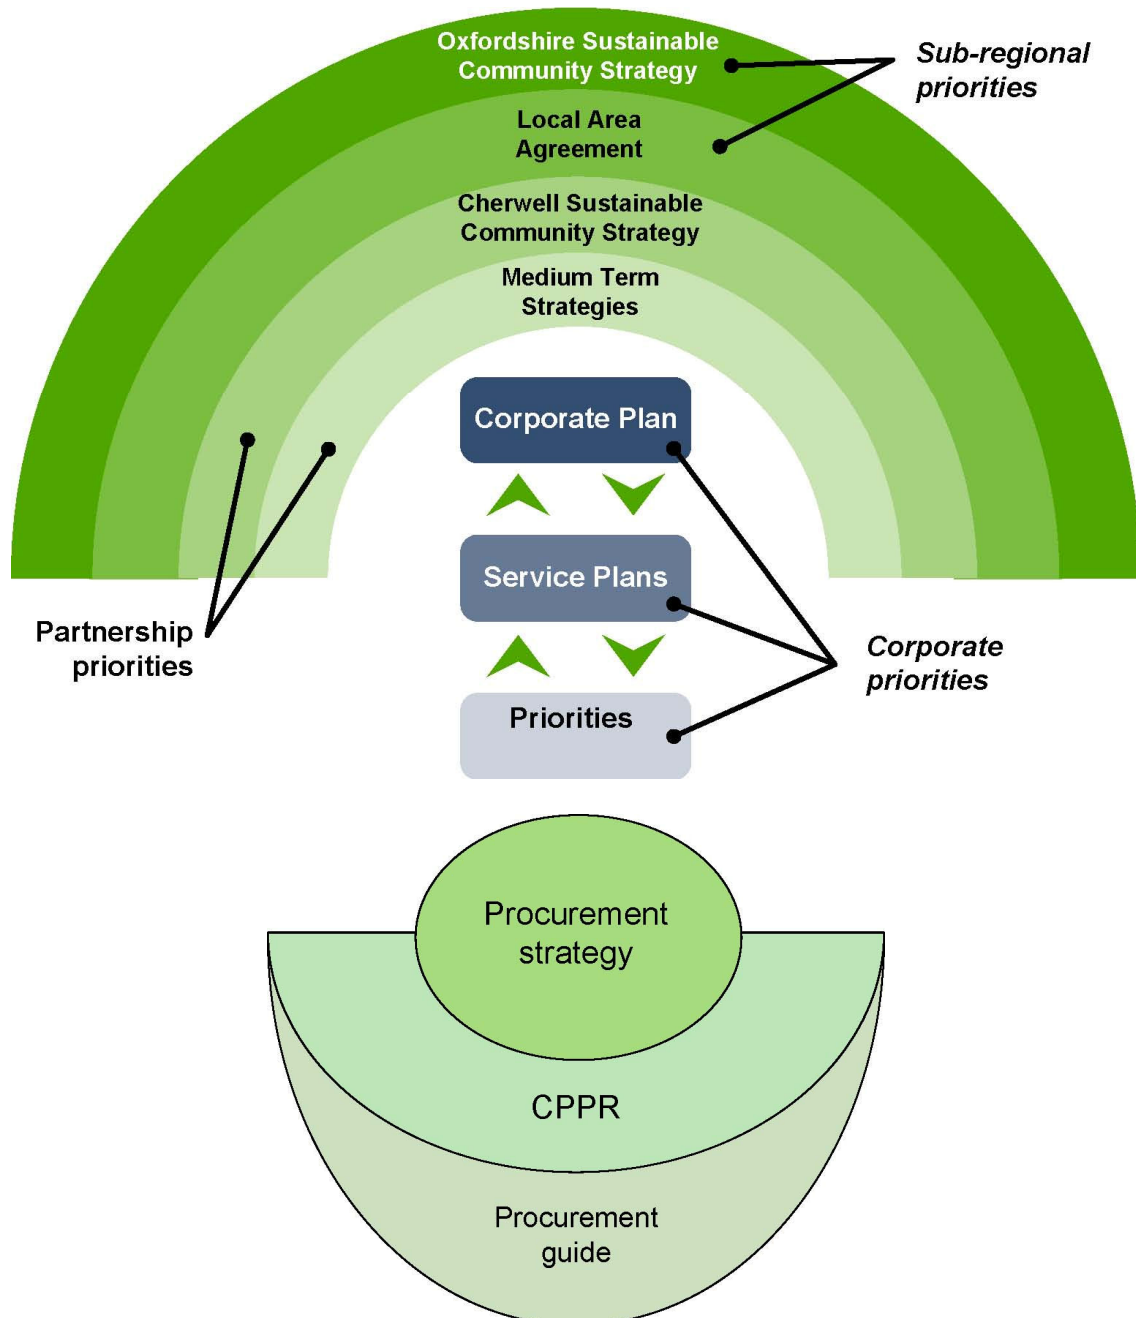 Oxfordshire Sustainable
Community Strategy
Sub-regional
priorities
Local Area
Agreement
Cherwell Sustainable
Community Strategy
Medium Term
Strategies
Corporate Plan
Service Plans
Partnership
priorities
Corporate
priorities
Priorities
Procurement
strategy
CPPR
Procurement
guide